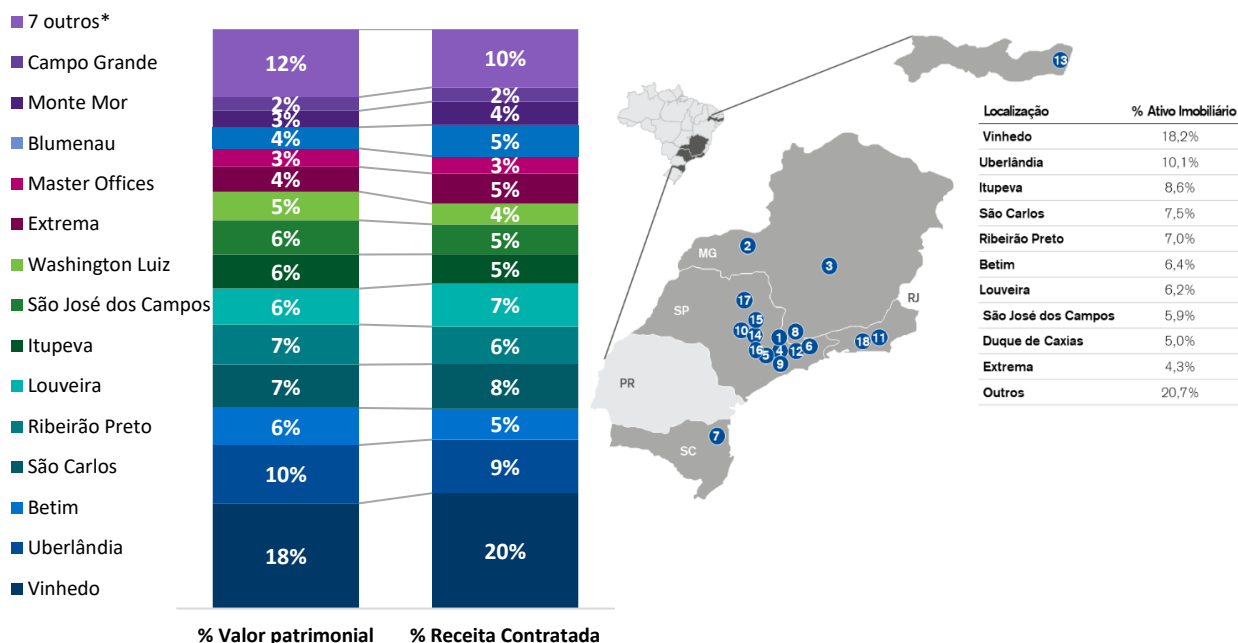 7 outros*
Campo Grande
Monte Mor
Blumenau
Master Offices
Extrema
Washington Luiz
São José dos Campos
Itupeva
Louveira
Ribeirão Preto
São Carlos
Betim
Uberlândia
Vinhedo
12%
2%
3%
4%
3%
4%
5%
6%
6%
6%
7%
7%
6%
10%
18%
10%
2%
4%
5%
3%
5%
4%
5%
5%
7%
6%
8%
5%
9%
20%
% Valor patrimonial
% Receita Contratada
13
MG
2
3
RJ
SP
17
15
10
14
1
8
16
5
4
12
6
9
18
11
PR
SC
7
Localização % Ativo Imobiliário
Vinhedo 18,2%
Uberlândia 10,1%
Itupeva 8,6%
São Carlos 7,5%
Ribeirão Preto 7,0%
Betim 6,4%
Louveira 6,2%
São José dos Campos 5,9%
Duque de Caxias 5,0%
Extrema 4,3%
Outros 20,7%